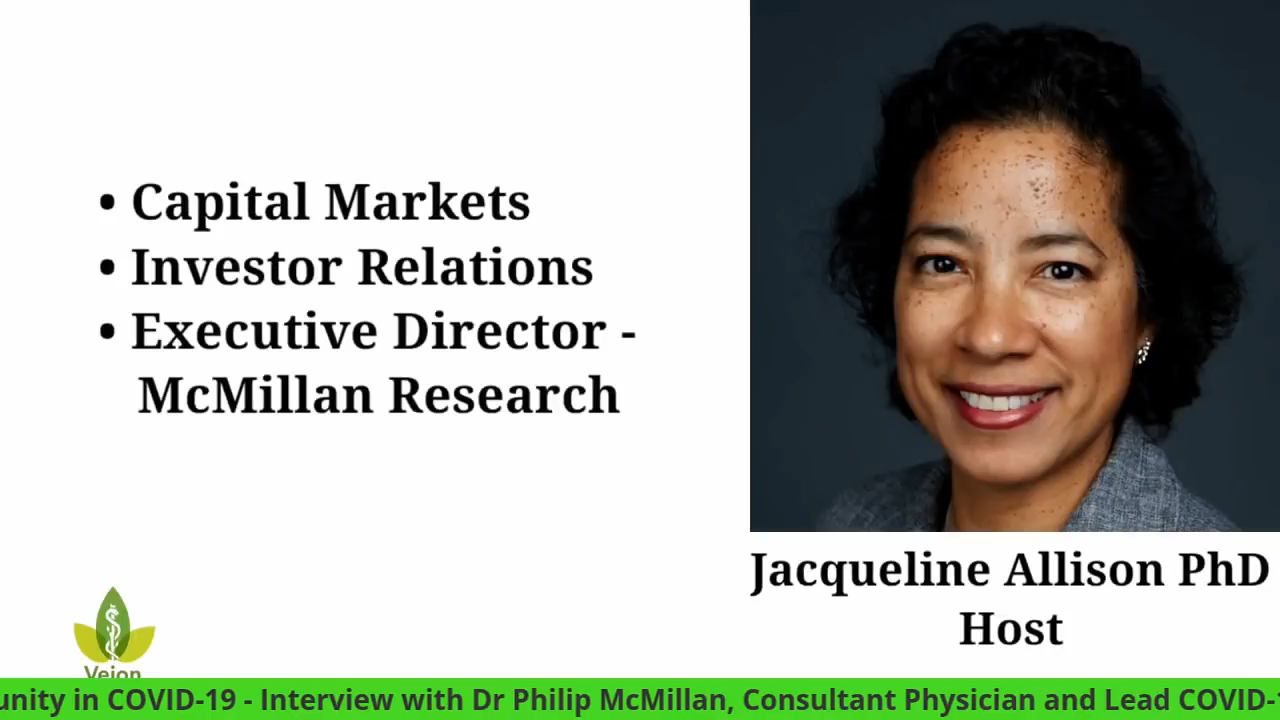 • Capital Markets
• Investor Relations
• Executive Director -
McMillan Research
Jacqueline Allison PhD
Host
Vejon
unity in COVID-19 - Interview with Dr Philip McMillan, Consultant Physician and Lead COVID-